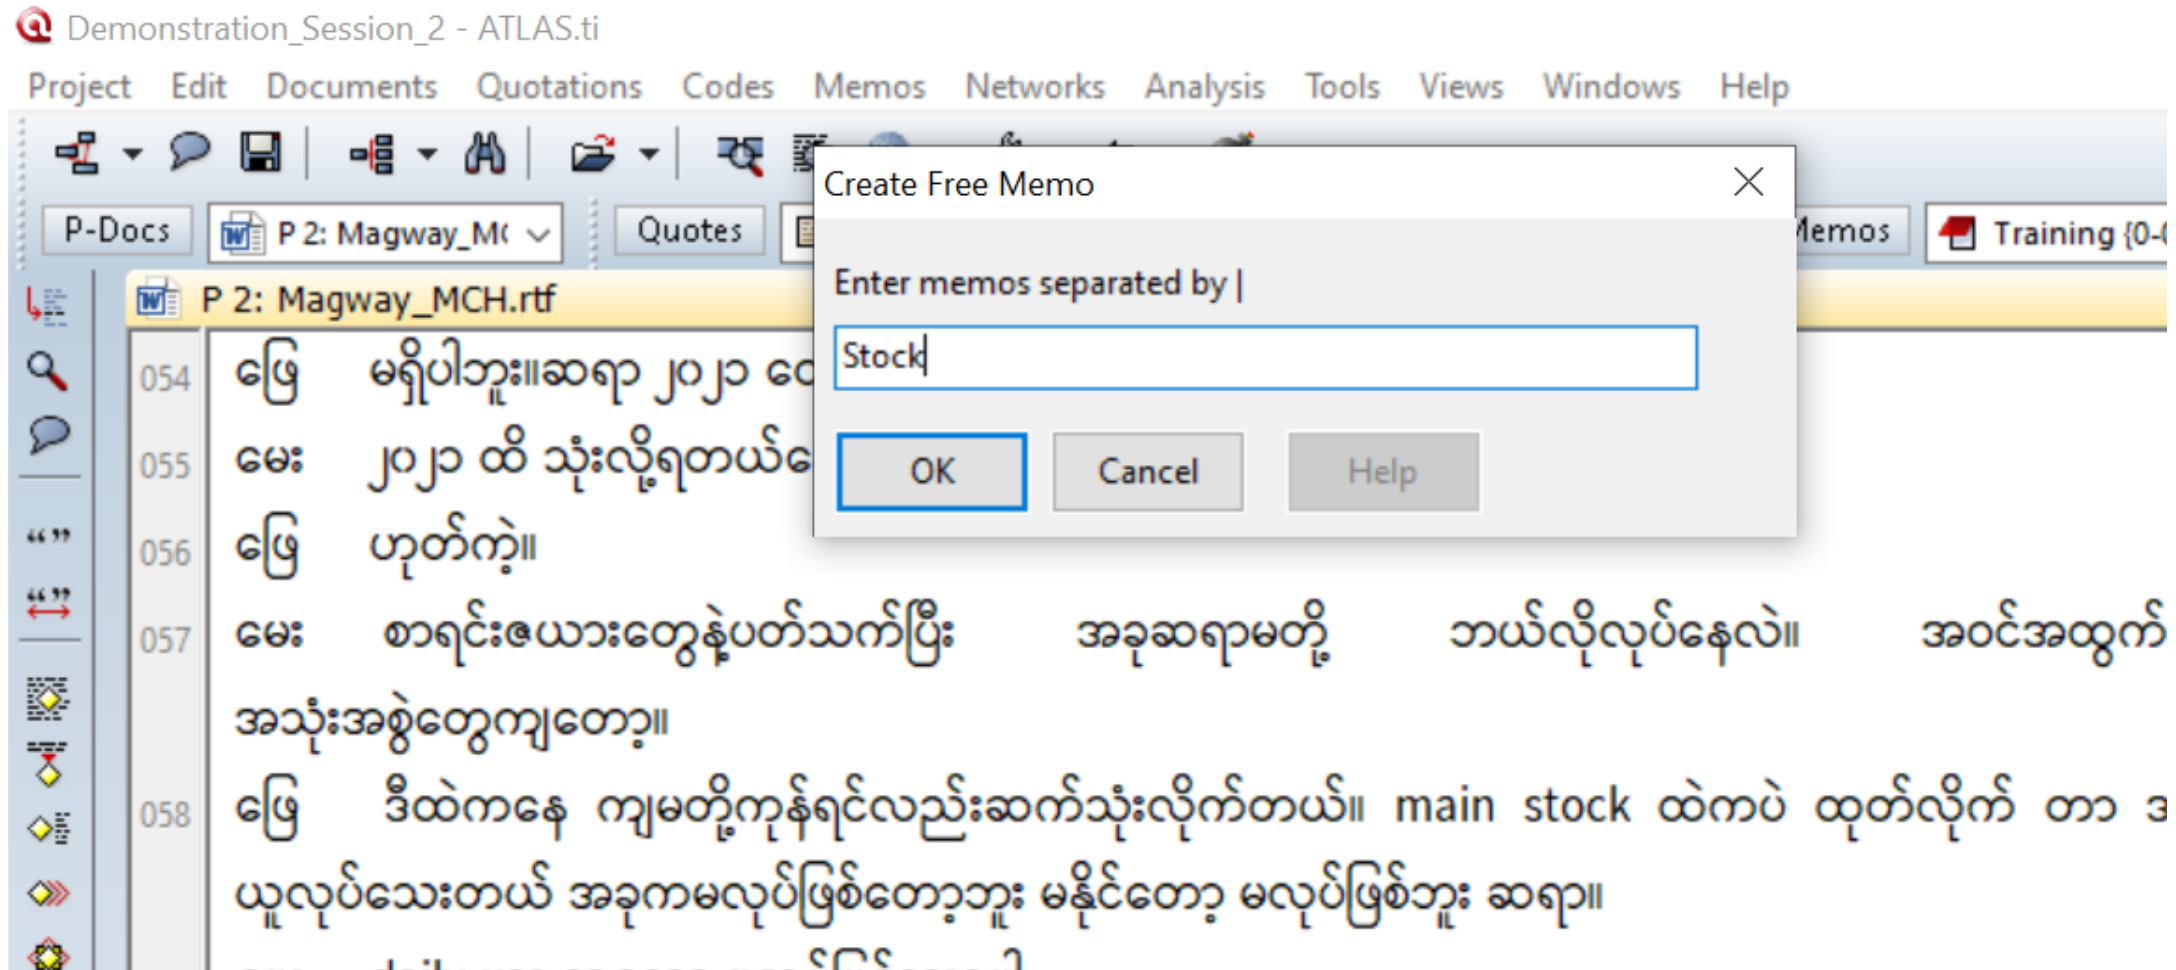 Demonstration_Session_2 - ATLAS.ti
Project Edit Documents Quotations Codes Memos Networks Analysis Tools Views Windows Help
P-Docs P 2: Magway_M Quotes Memos Training {0-
P 2: Magway_MCH.rtf
Create Free Memo
Enter memos separated by |
Stock
OK Cancel Help
054 ဖြေ မရှိပါဘူး။ဆရာ ၂၀၂၁
055 မေး ၂၀၂၁ ထိ သုံးလို့ရတယ်
056 ဖြေ ဟုတ်ကဲ့။
057 မေး စာရင်းဇယားတွေနဲ့ပတ်သက်ပြီး အခုဆရာမတို့ ဘယ်လိုလုပ်နေလဲ။ အဝင်အထွက်
အသုံးအစွဲတွေကျတော့။
058 ဖြေ ဒီထဲကနေ ကျမတို့ကုန်ရင်လည်းဆက်သုံးလိုက်တယ်။ main stock ထဲကပဲ ထုတ်လိုက် တာ
ယူလုပ်သေးတယ် အခုကမလုပ်ဖြစ်တော့ဘူး မနိုင်တော့ မလုပ်ဖြစ်ဘူး ဆရာ။